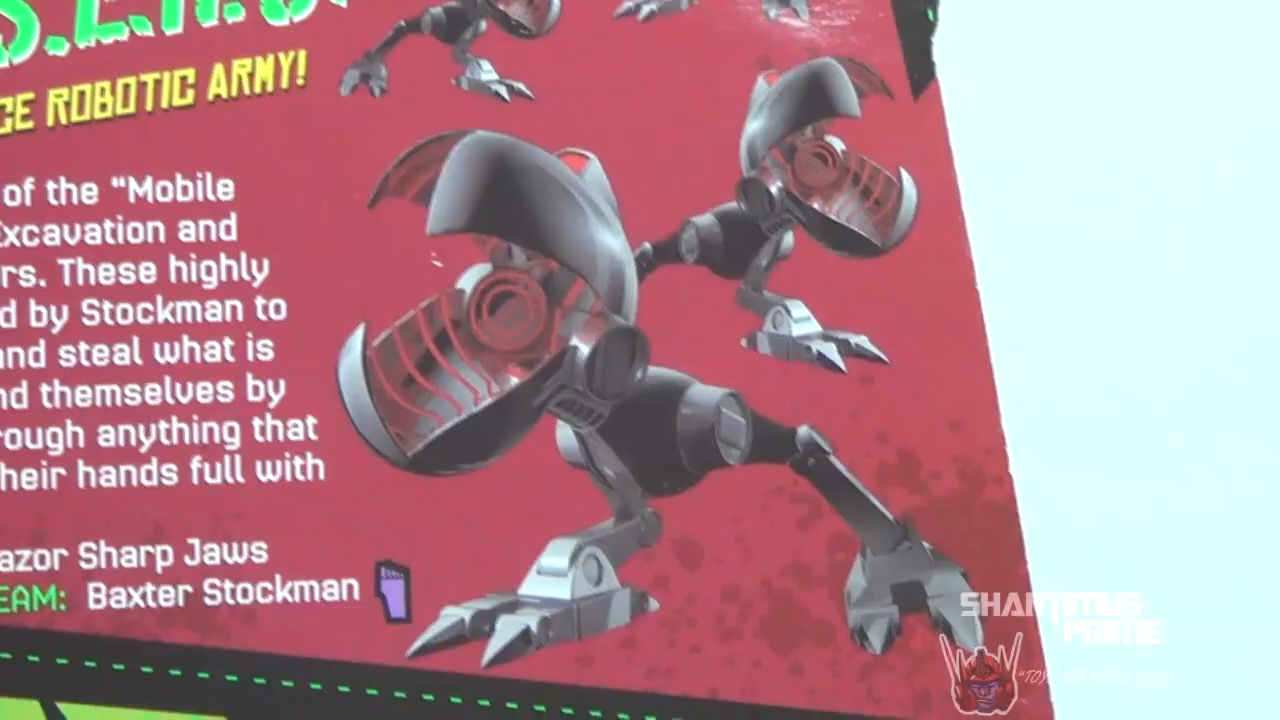 CE ROBOTIC ARMY!
of the "Mobile
Excavation and
rs. These highly
d by Stockman to
and steal what is
nd themselves by
rough anything that
heir hands full with
azor Sharp Jaws
EAM: Baxter Stockman
SHARTIMUS
PRIME